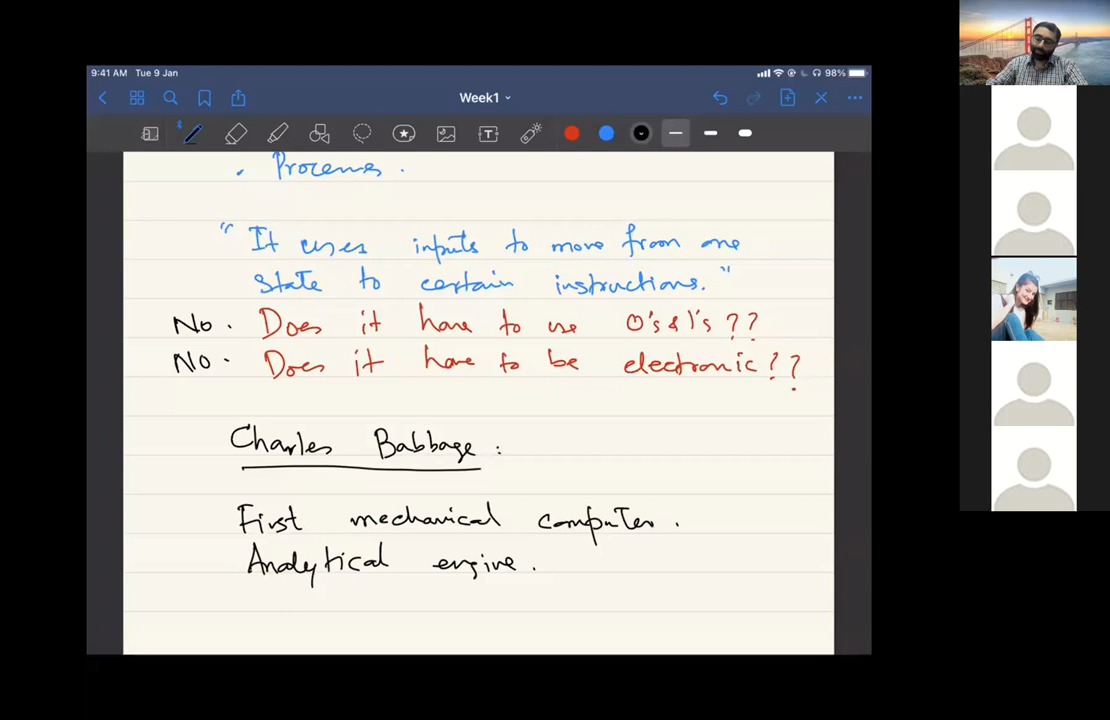 9:41 AM Tue 9 Jan 98%
Week1
. Processes.
" It uses inputs to move from one
state to certain instructions. "
No. Does it have to use 0's & 1's ??
No. Does it have to be electronic??
Charles Babbage :
First mechanical computer.
Analytical engine.